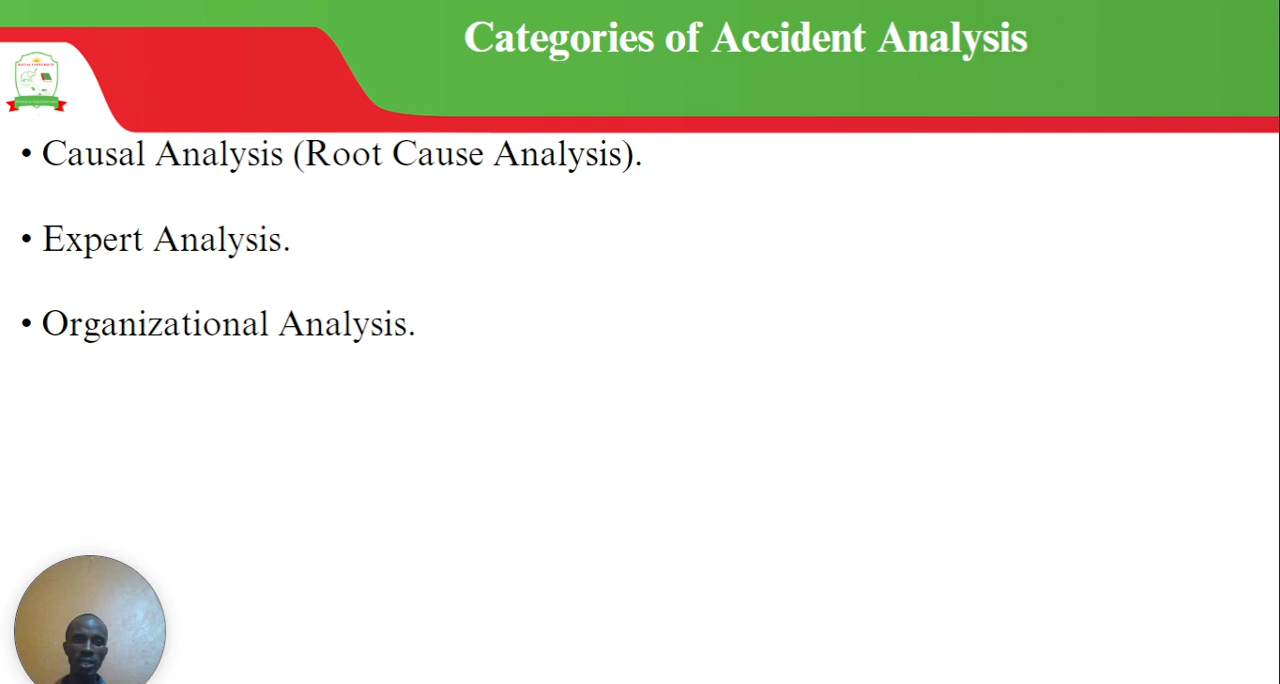 Categories of Accident Analysis
• Causal Analysis (Root Cause Analysis).
• Expert Analysis.
• Organizational Analysis.